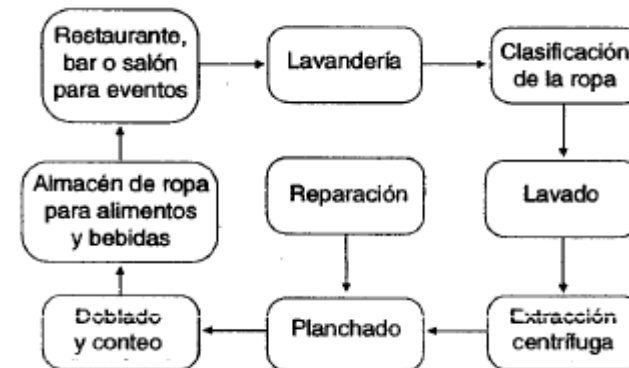 Restaurante,
bar o salón
para eventos
Lavandería
Clasificación
de la ropa
Almacén de ropa
para alimentos
y bebidas
Reparación
Lavado
Doblado
y conteo
Planchado
Extracción
centrífuga